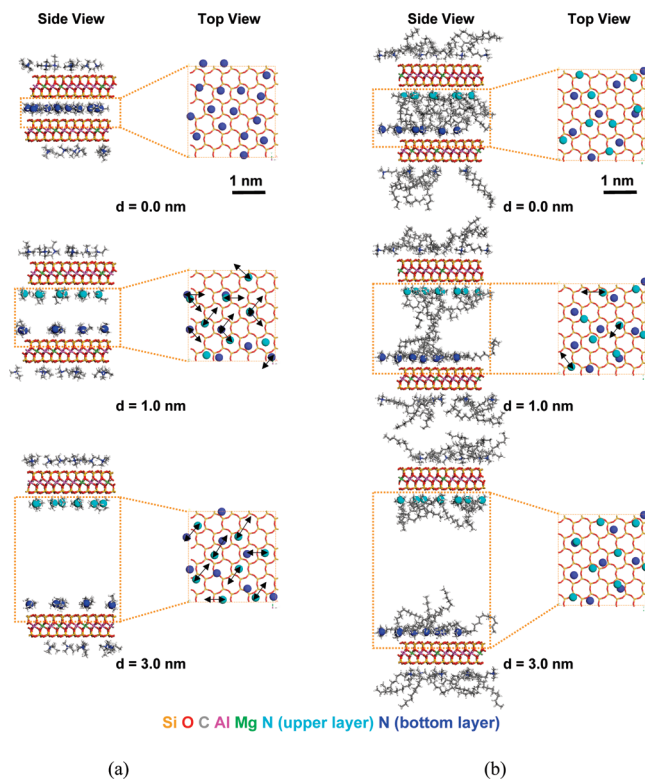 Side View Top View Side View Top View
1 nm 1 nm
d = 0.0 nm d = 0.0 nm
d = 1.0 nm d = 1.0 nm
d = 3.0 nm d = 3.0 nm
Si O C Al Mg N (upper layer) N (bottom layer)
(a) (b)